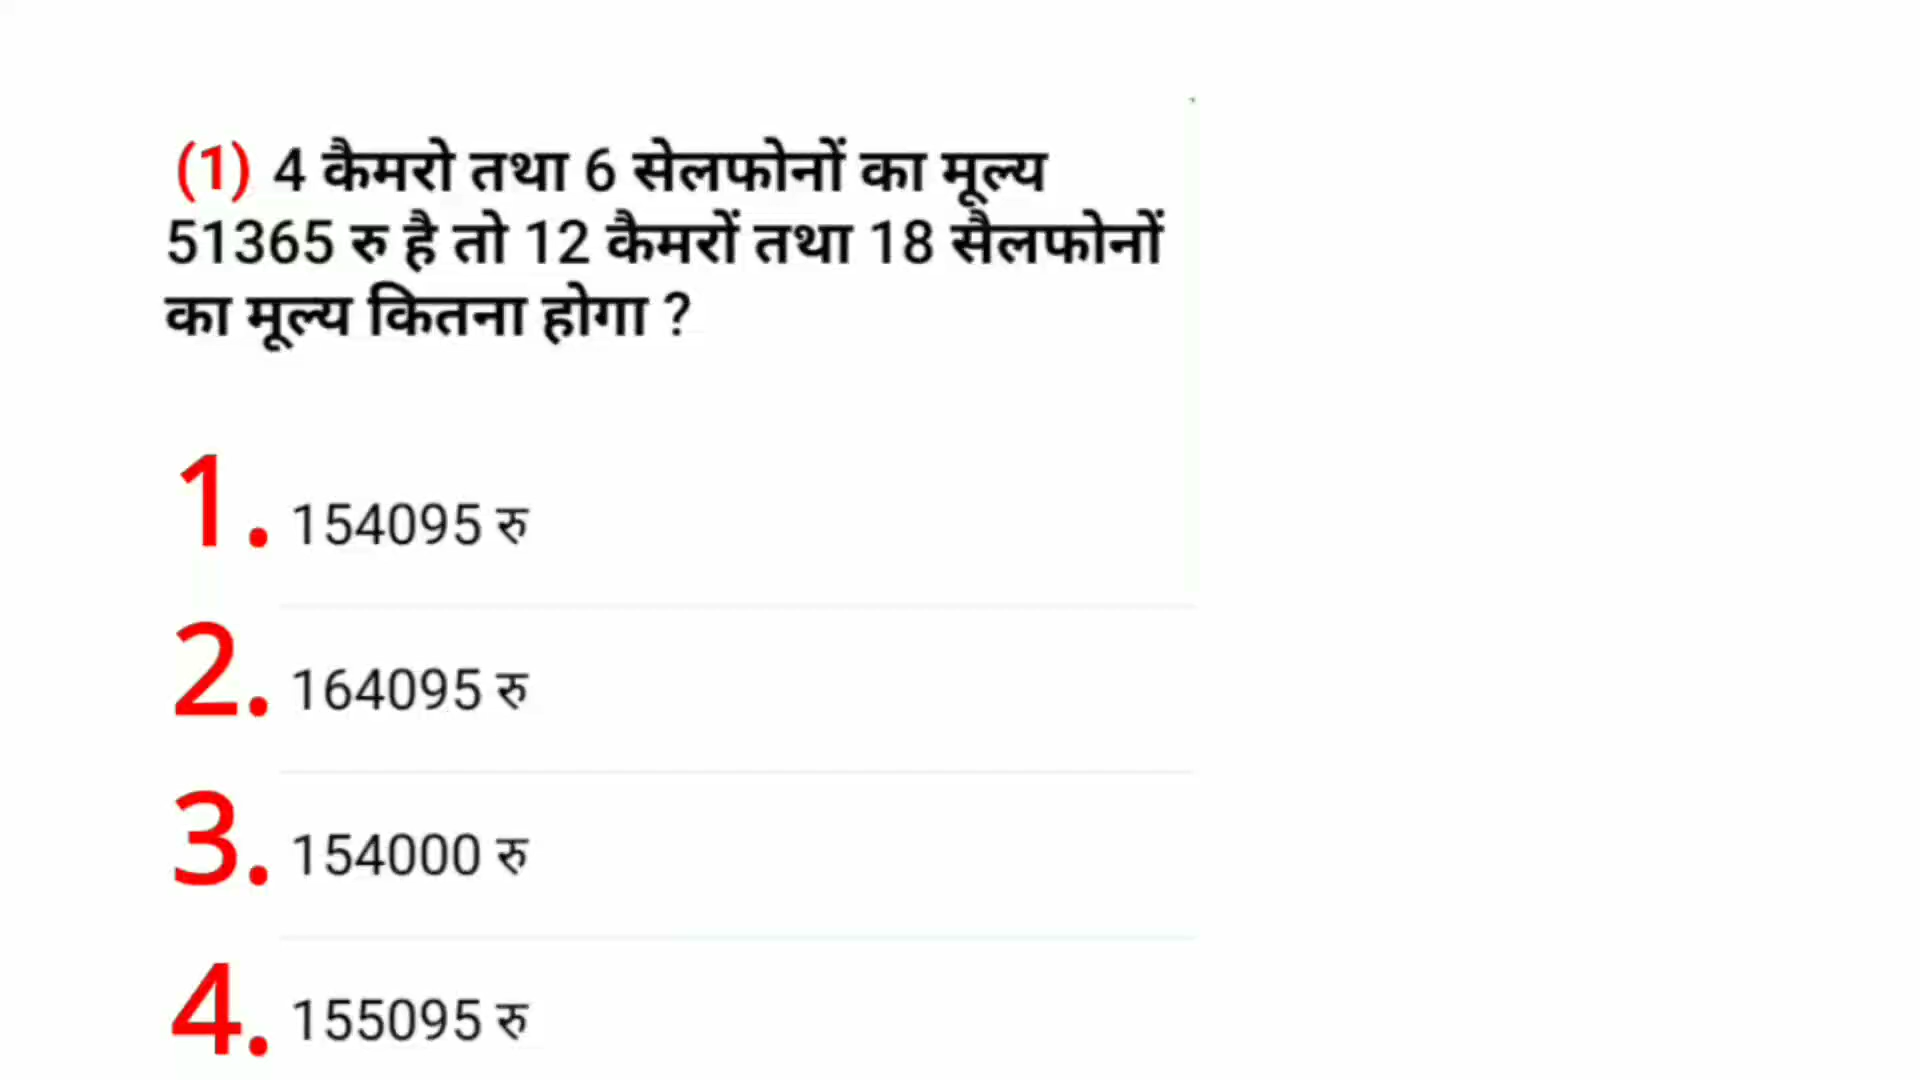 (1) 4 कैमरो तथा 6 सेलफोनों का मूल्य
51365 रु है तो 12 कैमरों तथा 18 सैलफोनों
का मूल्य कितना होगा ?
1. 154095 रु
2. 164095 रु
3. 154000 रु
4. 155095 रु